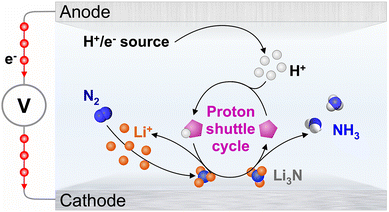 Anode
H⁺/e⁻ source
e⁻
H⁺
V
N₂
Li⁺
Proton
shuttle
cycle
NH₃
Li₃N
Cathode